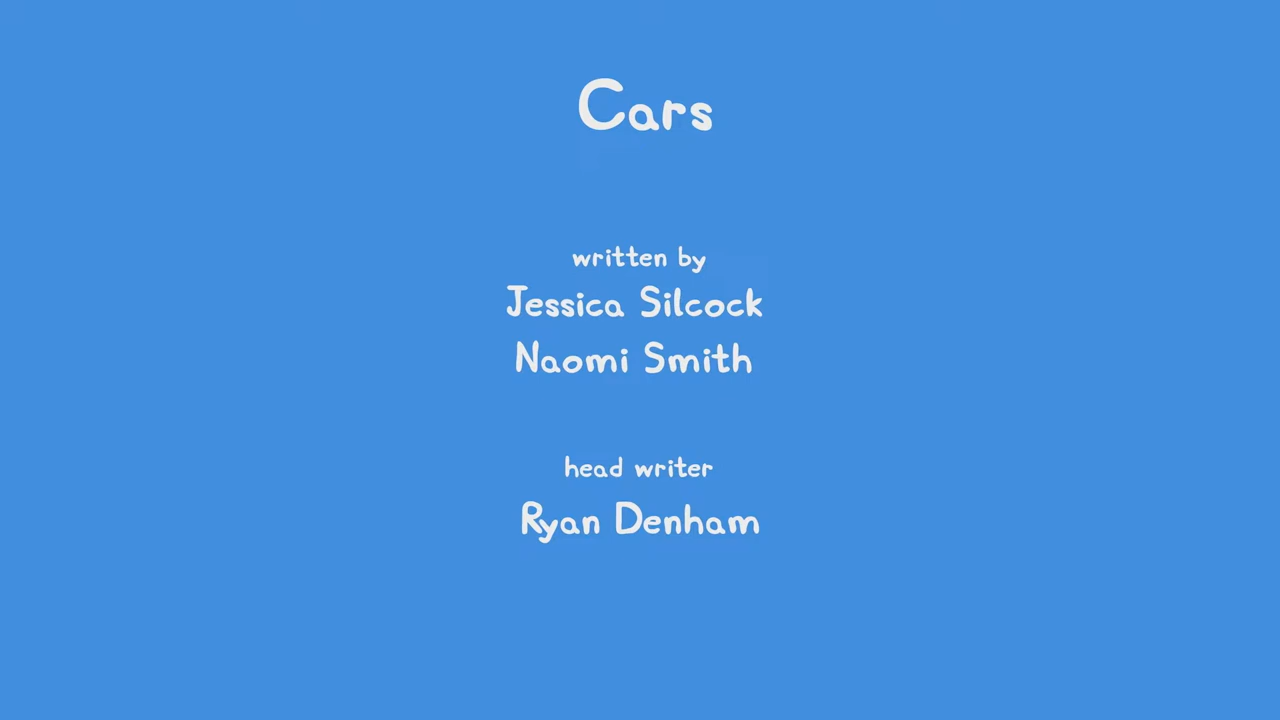 Cars
written by
Jessica Silcock
Naomi Smith
head writer
Ryan Denham